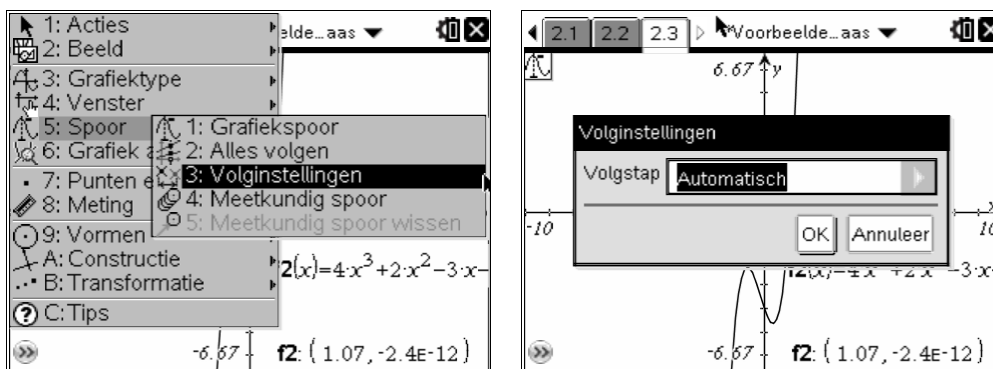 1: Acties
2: Beeld
3: Grafiektype
4: Venster
5: Spoor
6: Grafiek a
7: Punten e
8: Meting
9: Vormen
A: Constructie
B: Transformatie
C: Tips
1: Grafiekspoor
2: Alles volgen
3: Volginstellingen
4: Meetkundig spoor
5: Meetkundig spoor wissen
elde…aas
2(x)=4·x³+2·x²−3·x−
-6.67
f2: ( 1.07, -2.4E-12 )
2.1 2.2 2.3 *Voorbeelde…aas
6.67 y
Volginstellingen
Volgstap Automatisch
OK Annuleer
-10
10
x
-6.67
f2: ( 1.07, -2.4E-12 )